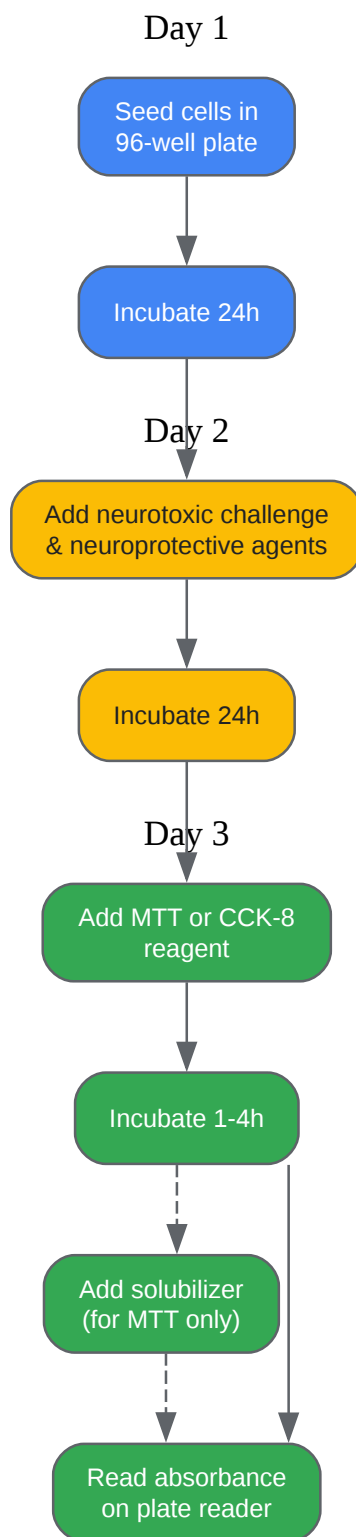 Day 1
Seed cells in
96-well plate
Incubate 24h
Day 2
Add neurotoxic challenge
& neuroprotective agents
Incubate 24h
Day 3
Add MTT or CCK-8
reagent
Incubate 1-4h
Add solubilizer
(for MTT only)
Read absorbance
on plate reader